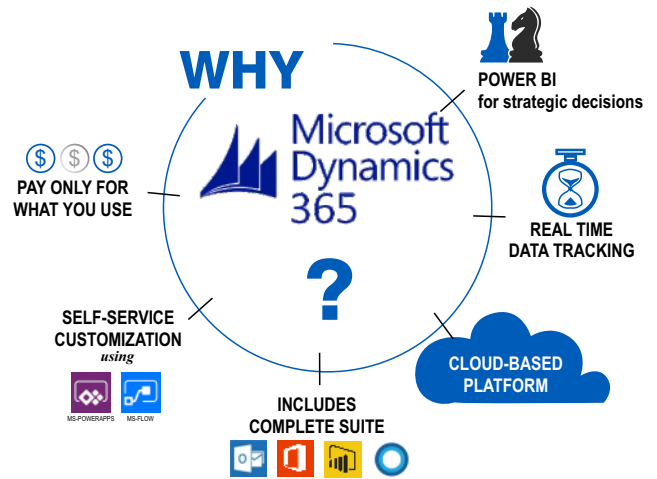 WHY
Microsoft
Dynamics
365
?
POWER BI
for strategic decisions
REAL TIME
DATA TRACKING
CLOUD-BASED
PLATFORM
INCLUDES
COMPLETE SUITE
SELF-SERVICE
CUSTOMIZATION
using
MS-POWERAPPS
MS-FLOW
$ $ $
PAY ONLY FOR
WHAT YOU USE